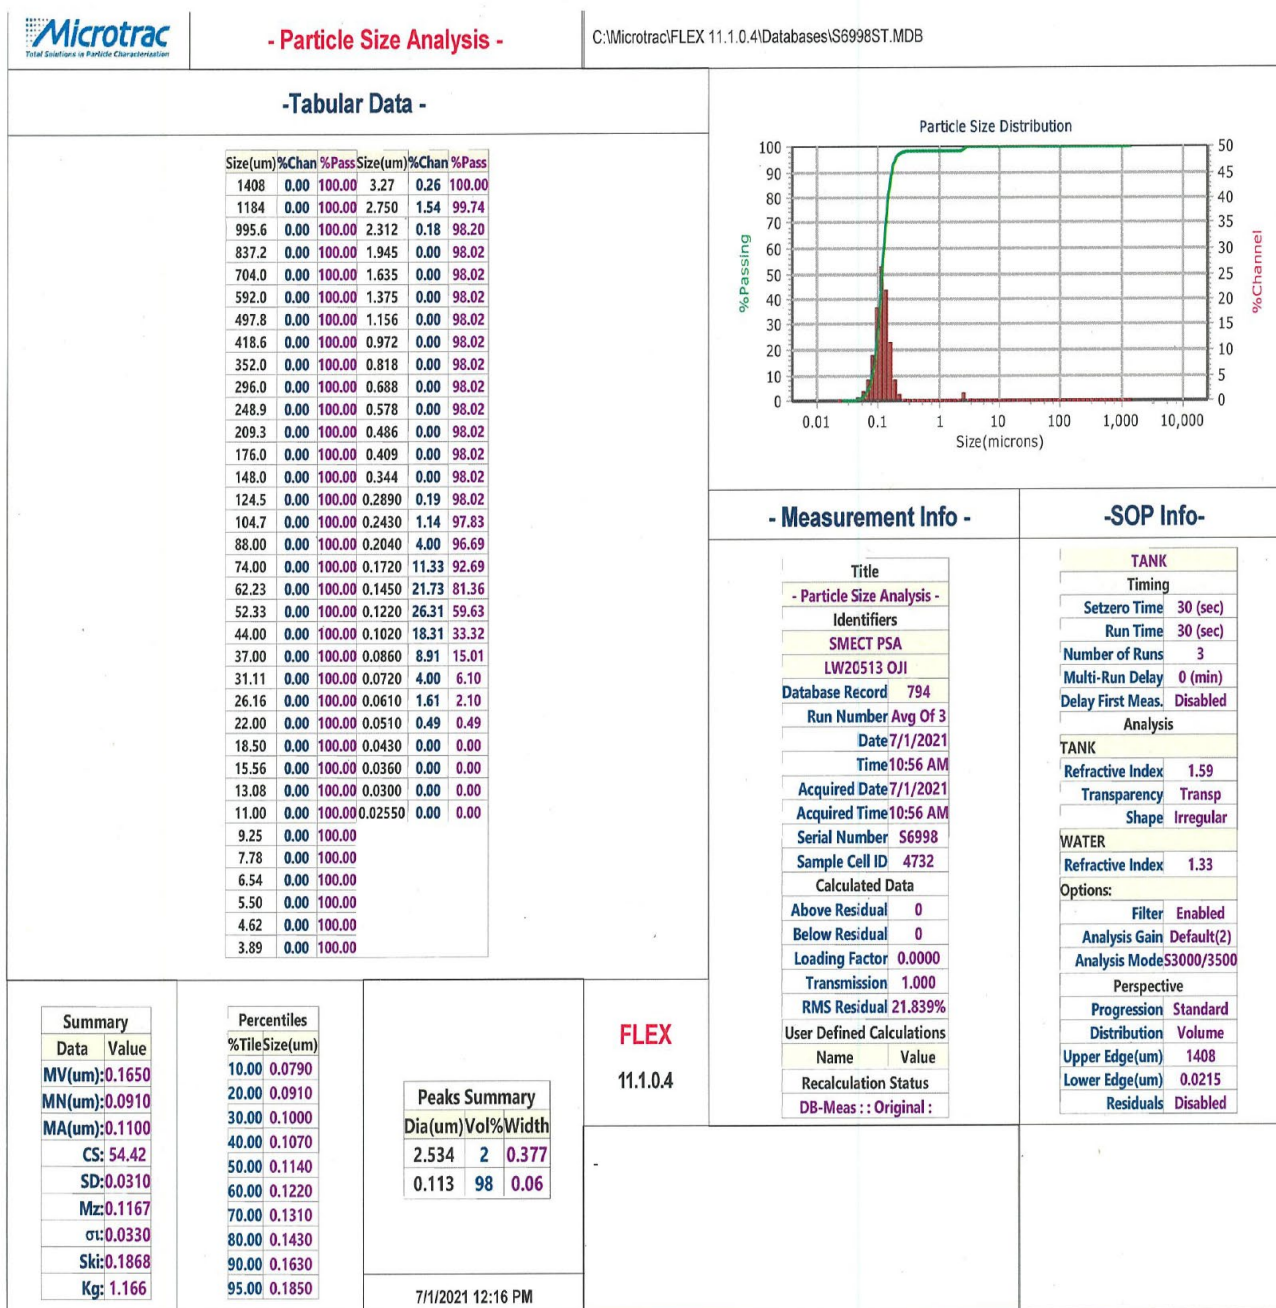 Microtrac
Total Solutions in Particle Characterization
- Particle Size Analysis -
C:\Microtrac\FLEX 11.1.0.4\Databases\S6998ST.MDB
-Tabular Data -
Size(um) %Chan %Pass Size(um) %Chan %Pass
1408 0.00 100.00 3.27 0.26 100.00
1184 0.00 100.00 2.750 1.54 99.74
995.6 0.00 100.00 2.312 0.18 98.20
837.2 0.00 100.00 1.945 0.00 98.02
704.0 0.00 100.00 1.635 0.00 98.02
592.0 0.00 100.00 1.375 0.00 98.02
497.8 0.00 100.00 1.156 0.00 98.02
418.6 0.00 100.00 0.972 0.00 98.02
352.0 0.00 100.00 0.818 0.00 98.02
296.0 0.00 100.00 0.688 0.00 98.02
248.9 0.00 100.00 0.578 0.00 98.02
209.3 0.00 100.00 0.486 0.00 98.02
176.0 0.00 100.00 0.409 0.00 98.02
148.0 0.00 100.00 0.344 0.00 98.02
124.5 0.00 100.00 0.2890 0.19 98.02
104.7 0.00 100.00 0.2430 1.14 97.83
88.00 0.00 100.00 0.2040 4.00 96.69
74.00 0.00 100.00 0.1720 11.33 92.69
62.23 0.00 100.00 0.1450 21.73 81.36
52.33 0.00 100.00 0.1220 26.31 59.63
44.00 0.00 100.00 0.1020 18.31 33.32
37.00 0.00 100.00 0.0860 8.91 15.01
31.11 0.00 100.00 0.0720 4.00 6.10
26.16 0.00 100.00 0.0610 1.61 2.10
22.00 0.00 100.00 0.0510 0.49 0.49
18.50 0.00 100.00 0.0430 0.00 0.00
15.56 0.00 100.00 0.0360 0.00 0.00
13.08 0.00 100.00 0.0300 0.00 0.00
11.00 0.00 100.00 0.02550 0.00 0.00
9.25 0.00 100.00
7.78 0.00 100.00
6.54 0.00 100.00
5.50 0.00 100.00
4.62 0.00 100.00
3.89 0.00 100.00
Particle Size Distribution
%Passing
100
90
80
70
60
50
40
30
20
10
0
50
45
40
35
30
25
20
15
10
5
0
%Channel
0.01 0.1 1 10 100 1,000 10,000
Size(microns)
- Measurement Info -
Title
- Particle Size Analysis -
Identifiers
SMECT PSA
LW20513 OJI
Database Record 794
Run Number Avg Of 3
Date 7/1/2021
Time 10:56 AM
Acquired Date 7/1/2021
Acquired Time 10:56 AM
Serial Number S6998
Sample Cell ID 4732
Calculated Data
Above Residual 0
Below Residual 0
Loading Factor 0.0000
Transmission 1.000
RMS Residual 21.839%
User Defined Calculations
Name Value
Recalculation Status
DB-Meas : : Original :
-SOP Info-
TANK
Timing
Setzero Time 30 (sec)
Run Time 30 (sec)
Number of Runs 3
Multi-Run Delay 0 (min)
Delay First Meas. Disabled
Analysis
TANK
Refractive Index 1.59
Transparency Transp
Shape Irregular
WATER
Refractive Index 1.33
Options:
Filter Enabled
Analysis Gain Default(2)
Analysis Mode S3000/3500
Perspective
Progression Standard
Distribution Volume
Upper Edge(um) 1408
Lower Edge(um) 0.0215
Residuals Disabled
Summary
Data Value
MV(um): 0.1650
MN(um): 0.0910
MA(um): 0.1100
CS: 54.42
SD: 0.0310
Mz: 0.1167
σι: 0.0330
Ski: 0.1868
Kg: 1.166
Percentiles
%Tile Size(um)
10.00 0.0790
20.00 0.0910
30.00 0.1000
40.00 0.1070
50.00 0.1140
60.00 0.1220
70.00 0.1310
80.00 0.1430
90.00 0.1630
95.00 0.1850
Peaks Summary
Dia(um) Vol% Width
2.534 2 0.377
0.113 98 0.06
7/1/2021 12:16 PM
FLEX
11.1.0.4